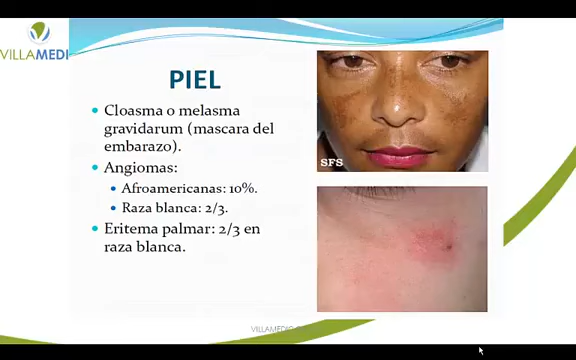 VILLAMEDI
PIEL
• Cloasma o melasma
gravidarum (mascara del
embarazo).
• Angiomas:
• Afroamericanas: 10%.
• Raza blanca: 2/3.
• Eritema palmar: 2/3 en
raza blanca.
SFS
VILLAMEDIC